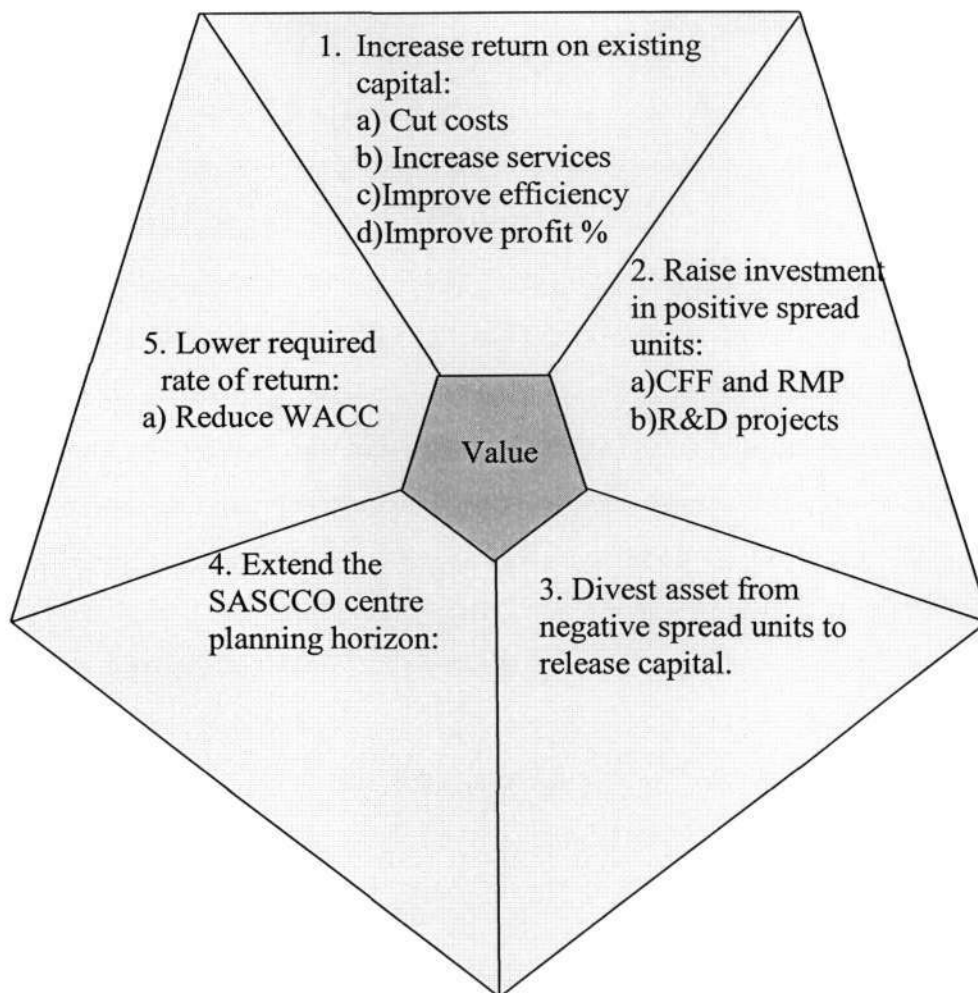 1. Increase return on existing
capital:
a) Cut costs
b) Increase services
c)Improve efficiency
d)Improve profit %
2. Raise investment
in positive spread
units:
a)CFF and RMP
b)R&D projects
3. Divest asset from
negative spread units to
release capital.
4. Extend the
SASCCO centre
planning horizon:
5. Lower required
rate of return:
a) Reduce WACC
Value